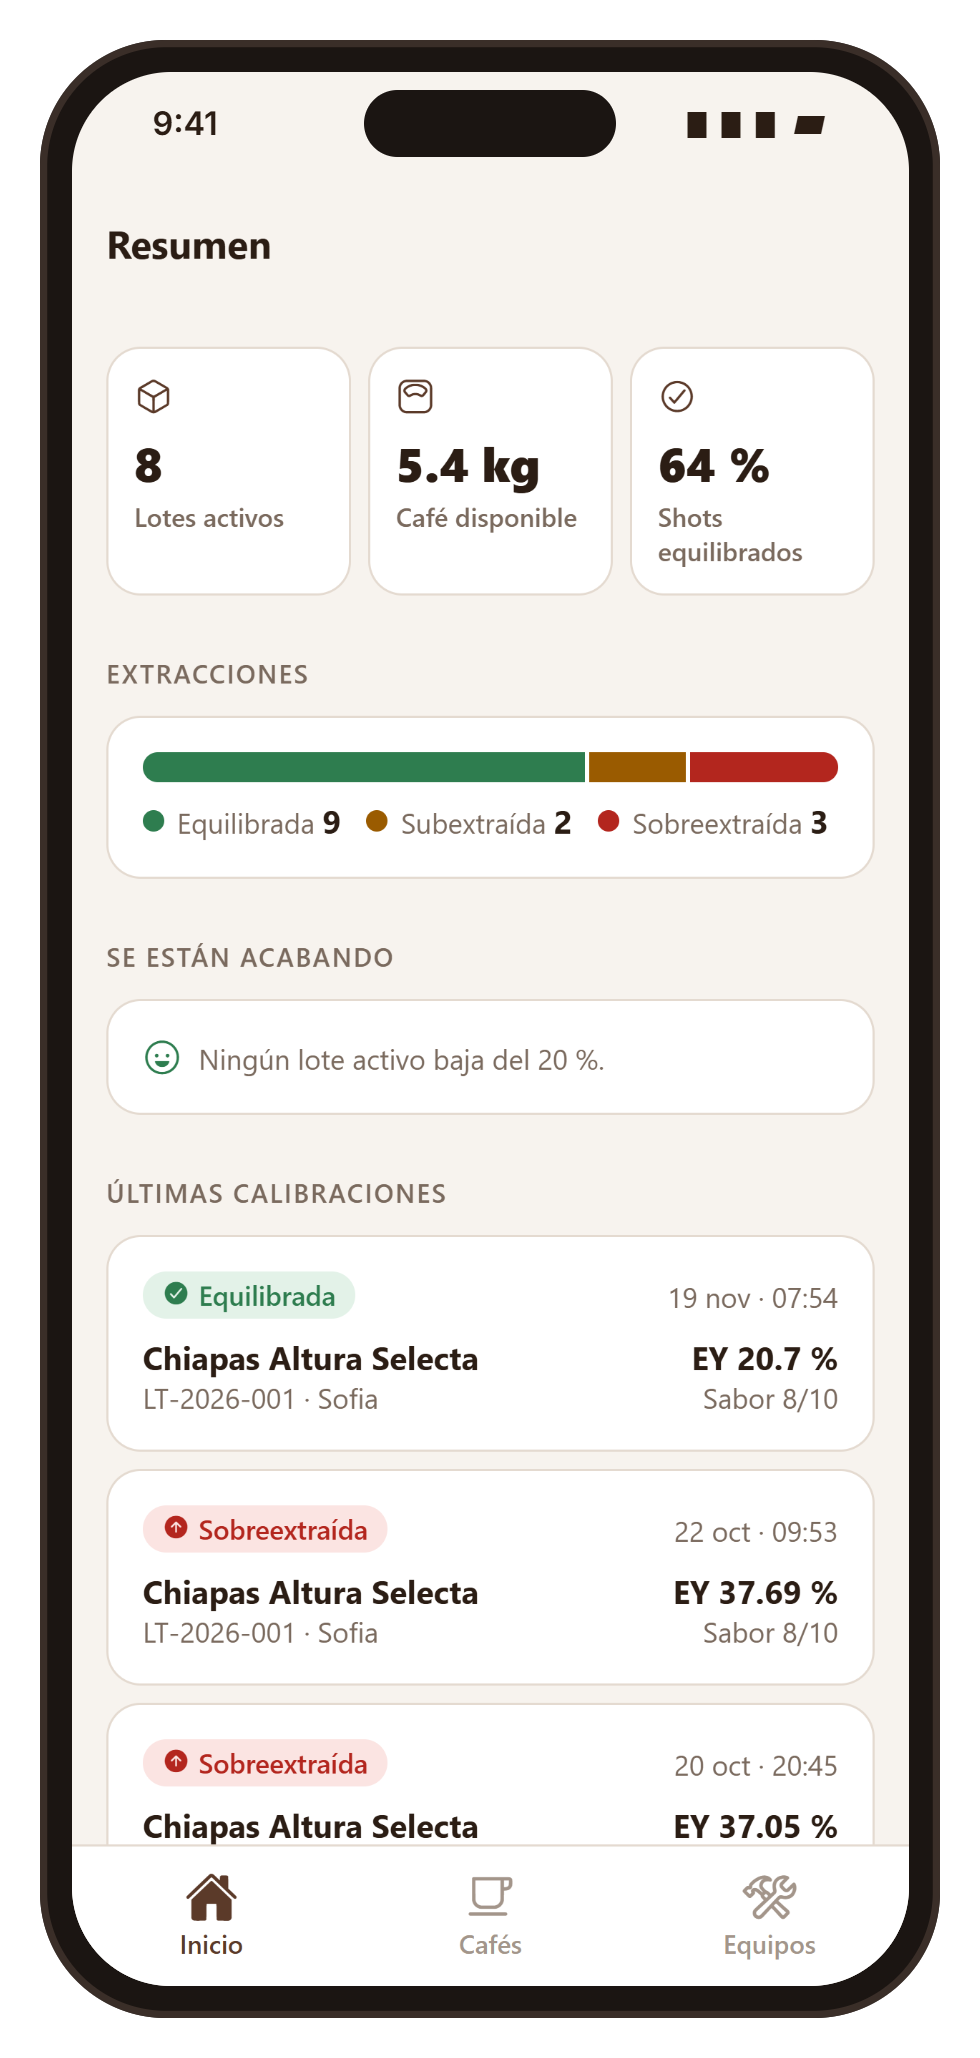 9:41
Resumen
8
Lotes activos
5.4 kg
Café disponible
64 %
Shots
equilibrados
EXTRACCIONES
Equilibrada 9 Subextraída 2 Sobreextraída 3
SE ESTÁN ACABANDO
Ningún lote activo baja del 20 %.
ÚLTIMAS CALIBRACIONES
Equilibrada 19 nov · 07:54
Chiapas Altura Selecta EY 20.7 %
LT-2026-001 · Sofia Sabor 8/10
Sobreextraída 22 oct · 09:53
Chiapas Altura Selecta EY 37.69 %
LT-2026-001 · Sofia Sabor 8/10
Sobreextraída 20 oct · 20:45
Chiapas Altura Selecta EY 37.05 %
Inicio Cafés Equipos